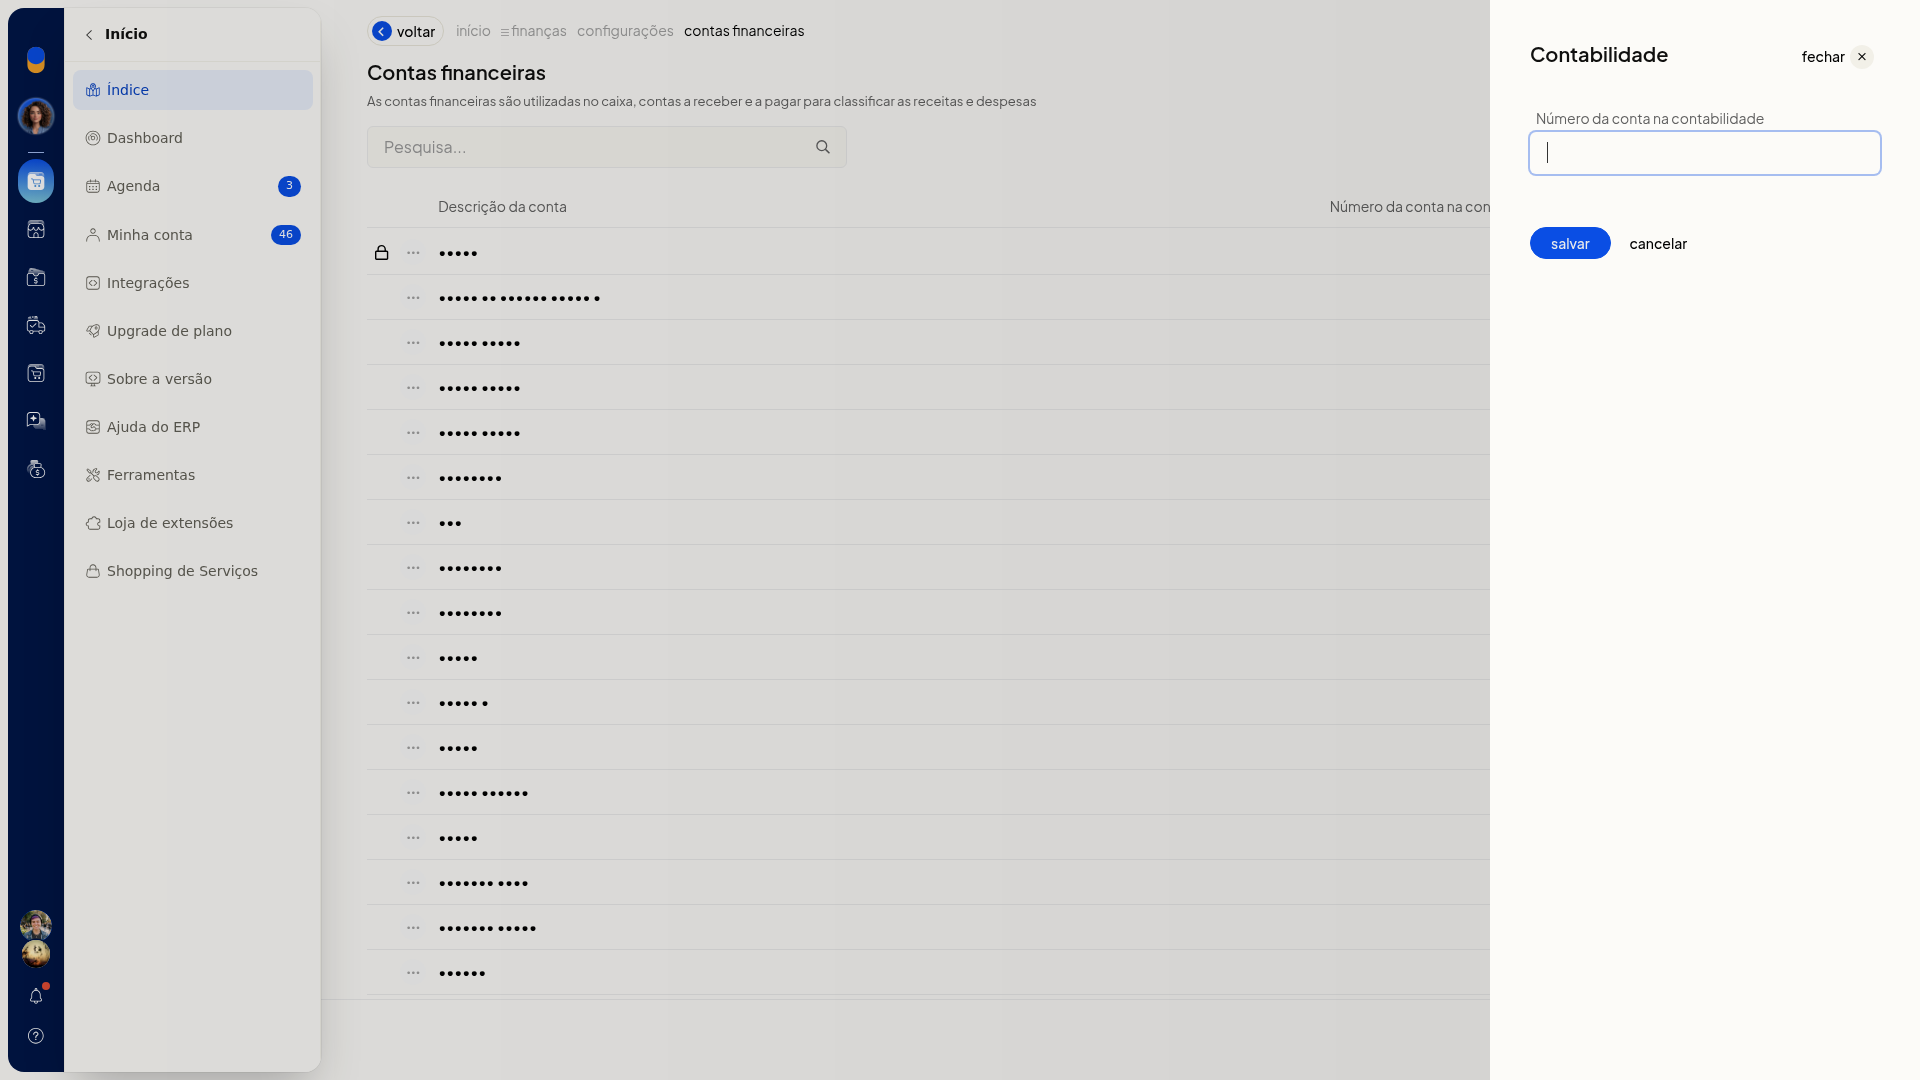 Início
Índice
Dashboard
Agenda
3
Minha conta
46
Integrações
Upgrade de plano
Sobre a versão
Ajuda do ERP
Ferramentas
Loja de extensões
Shopping de Serviços
voltar
início
finanças
configurações
contas financeiras
Contas financeiras
As contas financeiras são utilizadas no caixa, contas a receber e a pagar para classificar as receitas e despesas
Pesquisa...
Descrição da conta
Número da conta na con
••••• 
••••• •• •••••• ••••• •
••••• •••••
••••• •••••
••••• •••••
••••••••
•••
••••••••
••••••••
•••••
••••• •
•••••
••••• ••••••
•••••
••••••• ••••
••••••• •••••
••••••
Contabilidade
fechar
Número da conta na contabilidade
salvar
cancelar